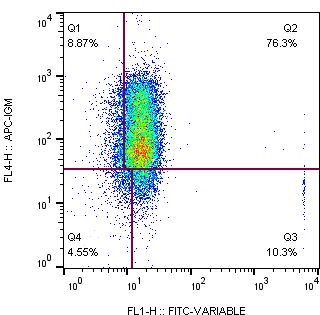 10⁴
Q1
8.87%
Q2
76.3%
10³
10²
10¹
Q4
4.55%
Q3
10.3%
10⁰
10⁰ 10¹ 10² 10³ 10⁴
FL4-H :: APC-IGM
FL1-H :: FITC-VARIABLE